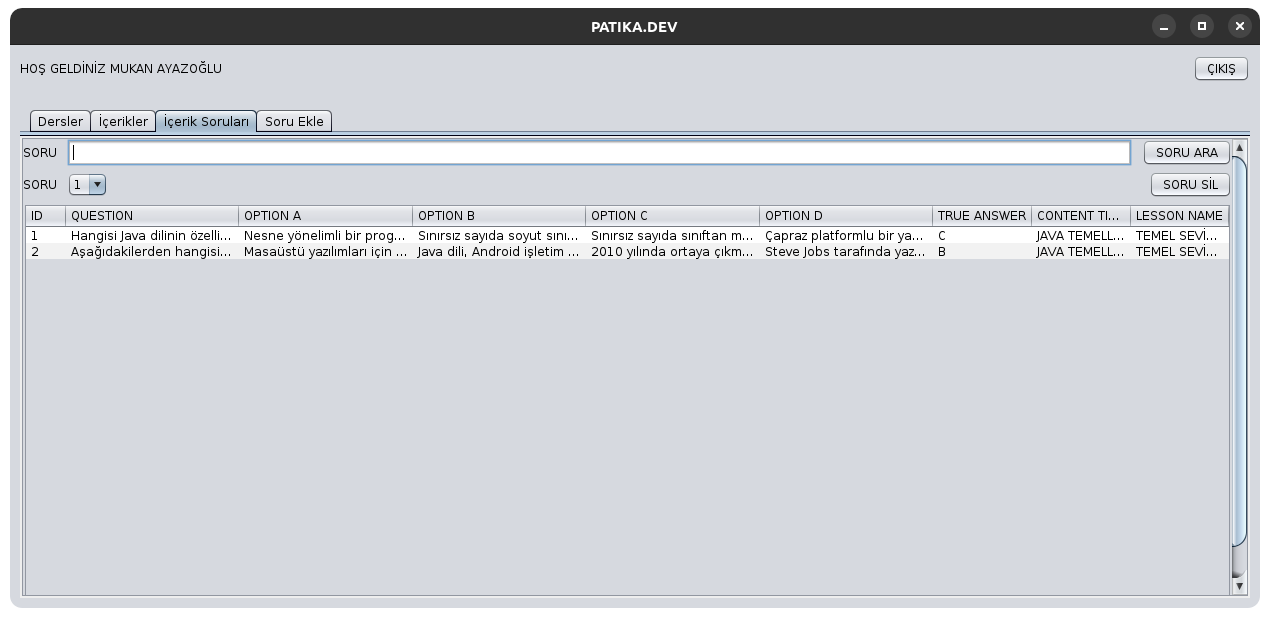 PATIKA.DEV
HOŞ GELDİNİZ MUKAN AYAZOĞLU
ÇIKIŞ
Dersler İçerikler İçerik Soruları Soru Ekle
SORU SORU ARA
SORU 1 SORU SİL
ID QUESTION OPTION A OPTION B OPTION C OPTION D TRUE ANSWER CONTENT TI... LESSON NAME
1 Hangisi Java dilinin özelli... Nesne yönelimli bir prog... Sınırsız sayıda soyut sını... Sınırsız sayıda sınıftan m... Çapraz platformlu bir ya... C JAVA TEMELL... TEMEL SEVİ...
2 Aşağıdakilerden hangisi... Masaüstü yazılımları için ... Java dili, Android işletim ... 2010 yılında ortaya çıkm... Steve Jobs tarafında yaz... B JAVA TEMELL... TEMEL SEVİ...